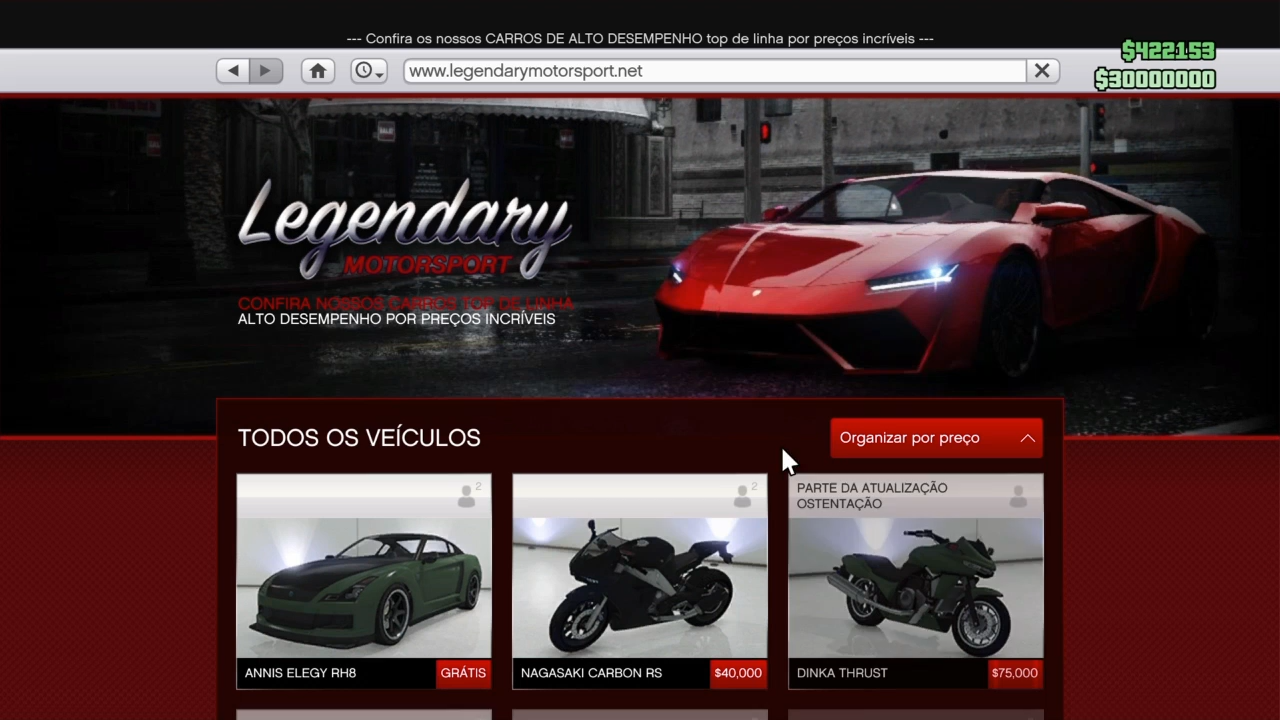 --- Confira os nossos CARROS DE ALTO DESEMPENHO top de linha por preços incríveis ---
$422153
www.legendarymotorsport.net
$30000000
SALE!
Legendary
MOTORSPORT
CONFIRA NOSSOS CARROS TOP DE LINHA
ALTO DESEMPENHO POR PREÇOS INCRÍVEIS
TODOS OS VEÍCULOS
Organizar por preço
2
2
PARTE DA ATUALIZAÇÃO
OSTENTAÇÃO
ANNIS ELEGY RH8
GRÁTIS
NAGASAKI CARBON RS
$40,000
DINKA THRUST
$75,000